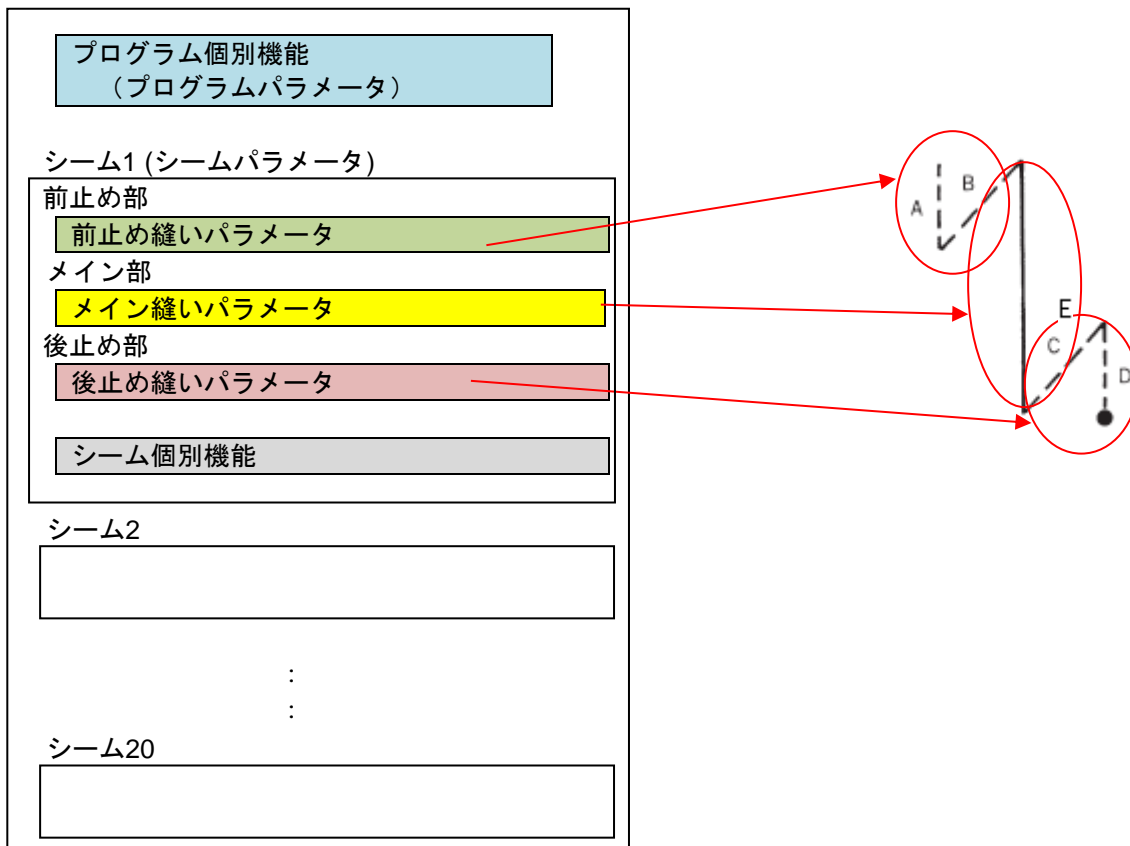 プログラム個別機能
（プログラムパラメータ）
シーム1 (シームパラメータ)
前止め部
前止め縫いパラメータ
メイン部
メイン縫いパラメータ
後止め部
後止め縫いパラメータ
シーム個別機能
シーム2
:
:
シーム20
A
B
E
C
D